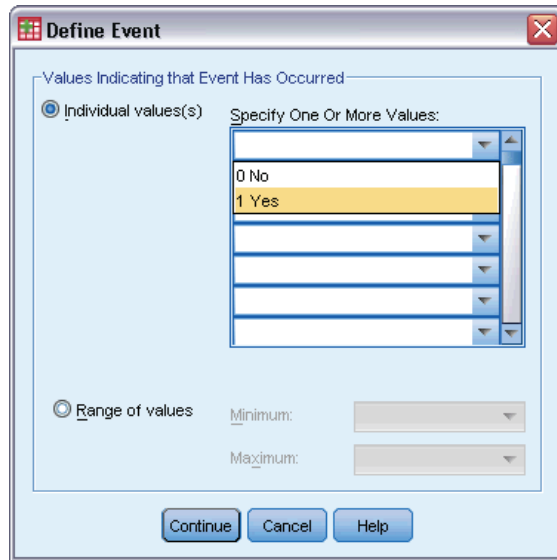 Define Event
Values Indicating that Event Has Occurred
Individual values(s)
Specify One Or More Values:
0 No
1 Yes
Range of values
Minimum:
Maximum:
Continue
Cancel
Help